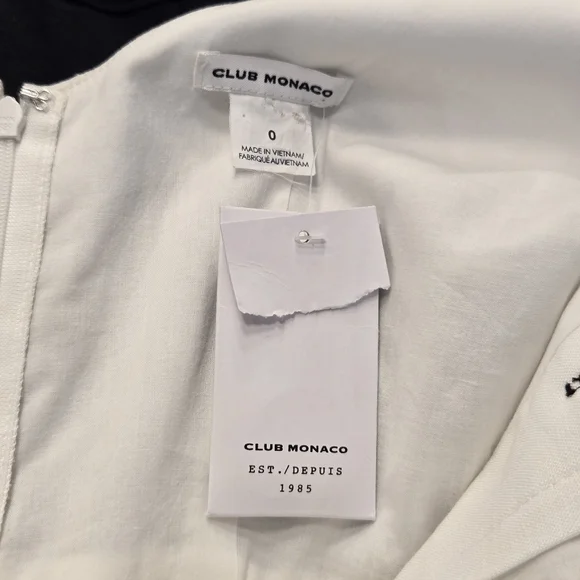 CLUB MONACO
0
MADE IN VIETNAM/
FABRIQUÉ AU VIETNAM
CLUB MONACO
EST./DEPUIS
1985